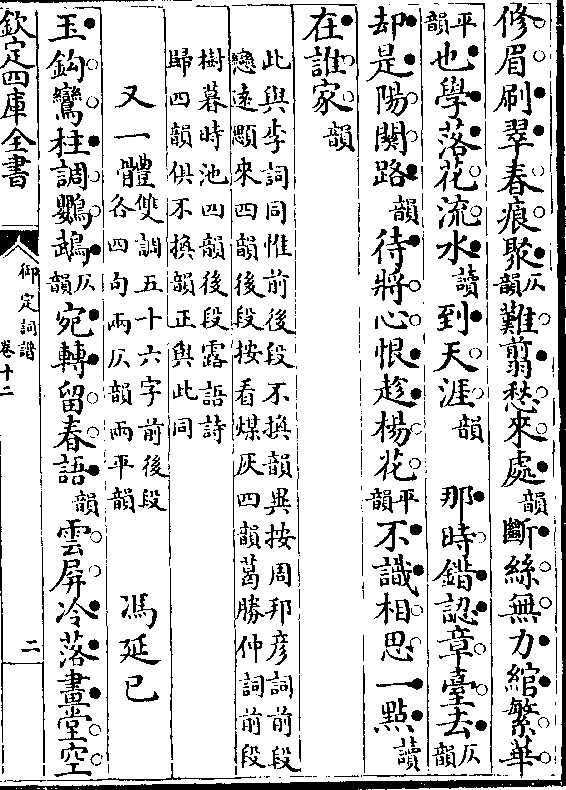 修眉刷翠春痕聚仄韻難翦愁來處韻斷絲無力綰繁華
平韻也學落花流水讀到天涯韻 那時錯認章臺去仄韻
却是陽關路韻待將心恨趁楊花平韻不識相思一點讀
在誰家韻
此與李詞同惟前後段不換韻異按周邦彥詞前段
戀遶顒來四韻後段按看煤灰四韻葛勝仲詞前段
樹暮時池四韻後段露語詩
歸四韻俱不換韻正與此同
又一體 雙調五十六字前後段
各四句兩仄韻兩平韻 馮延巳
玉鈎鸞柱調鸚鵡仄韻宛轉留春語韻雲屏冷落畫堂空
欽定四庫全書
御定詞譜
卷十二
二